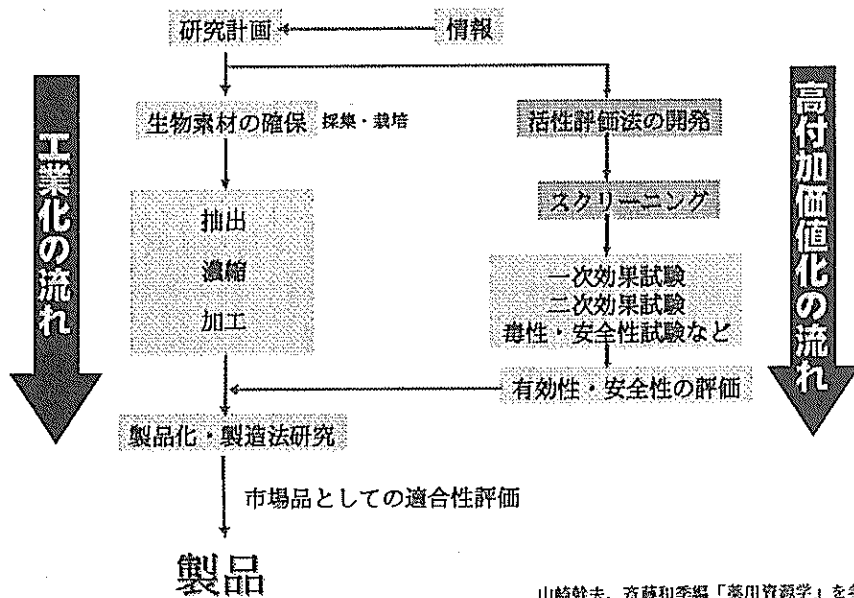 研究計画
情報
工業化の流れ
高付加価値化の流れ
生物素材の確保 採集・栽培
活性評価法の開発
スクリーニング
抽出
濃縮
加工
一次効果試験
二次効果試験
毒性・安全性試験など
有効性・安全性の評価
製品化・製造法研究
市場品としての適合性評価
製品
山崎幹夫、斉藤和季編「薬用資源学」を